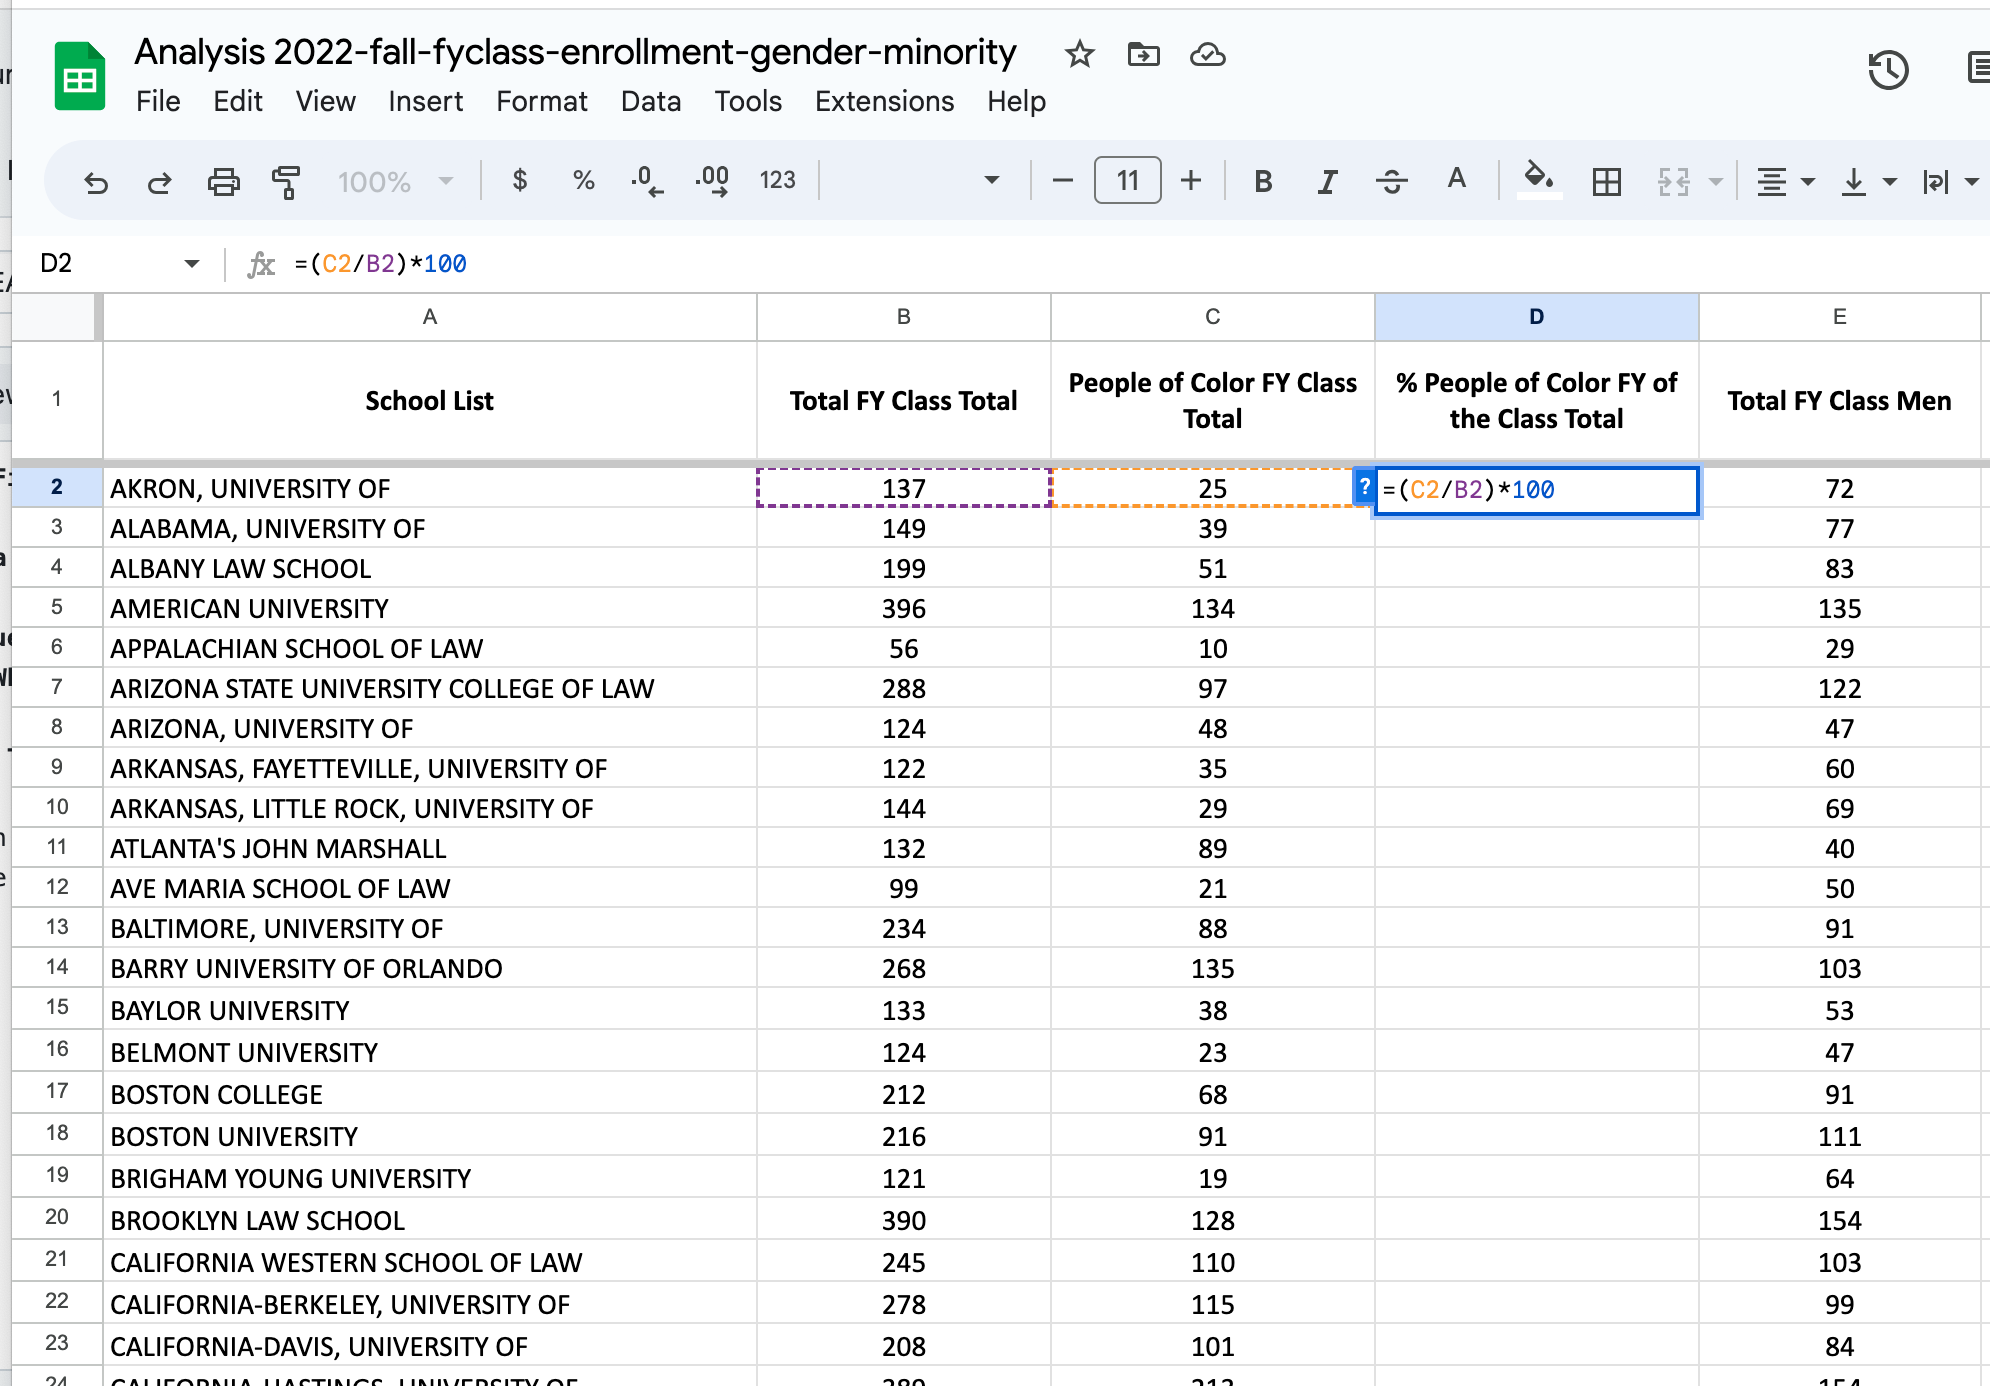 Analysis 2022-fall-fyclass-enrollment-gender-minority
File Edit View Insert Format Data Tools Extensions Help
100% $ % .0 .00 123 11 B I S A
D2 fx =(C2/B2)*100
A B C D E
1 School List Total FY Class Total People of Color FY Class Total % People of Color FY of the Class Total Total FY Class Men
2 AKRON, UNIVERSITY OF 137 25 ? =(C2/B2)*100 72
3 ALABAMA, UNIVERSITY OF 149 39 77
4 ALBANY LAW SCHOOL 199 51 83
5 AMERICAN UNIVERSITY 396 134 135
6 APPALACHIAN SCHOOL OF LAW 56 10 29
7 ARIZONA STATE UNIVERSITY COLLEGE OF LAW 288 97 122
8 ARIZONA, UNIVERSITY OF 124 48 47
9 ARKANSAS, FAYETTEVILLE, UNIVERSITY OF 122 35 60
10 ARKANSAS, LITTLE ROCK, UNIVERSITY OF 144 29 69
11 ATLANTA'S JOHN MARSHALL 132 89 40
12 AVE MARIA SCHOOL OF LAW 99 21 50
13 BALTIMORE, UNIVERSITY OF 234 88 91
14 BARRY UNIVERSITY OF ORLANDO 268 135 103
15 BAYLOR UNIVERSITY 133 38 53
16 BELMONT UNIVERSITY 124 23 47
17 BOSTON COLLEGE 212 68 91
18 BOSTON UNIVERSITY 216 91 111
19 BRIGHAM YOUNG UNIVERSITY 121 19 64
20 BROOKLYN LAW SCHOOL 390 128 154
21 CALIFORNIA WESTERN SCHOOL OF LAW 245 110 103
22 CALIFORNIA-BERKELEY, UNIVERSITY OF 278 115 99
23 CALIFORNIA-DAVIS, UNIVERSITY OF 208 101 84
24 CALIFORNIA-HASTINGS, UNIVERSITY OF